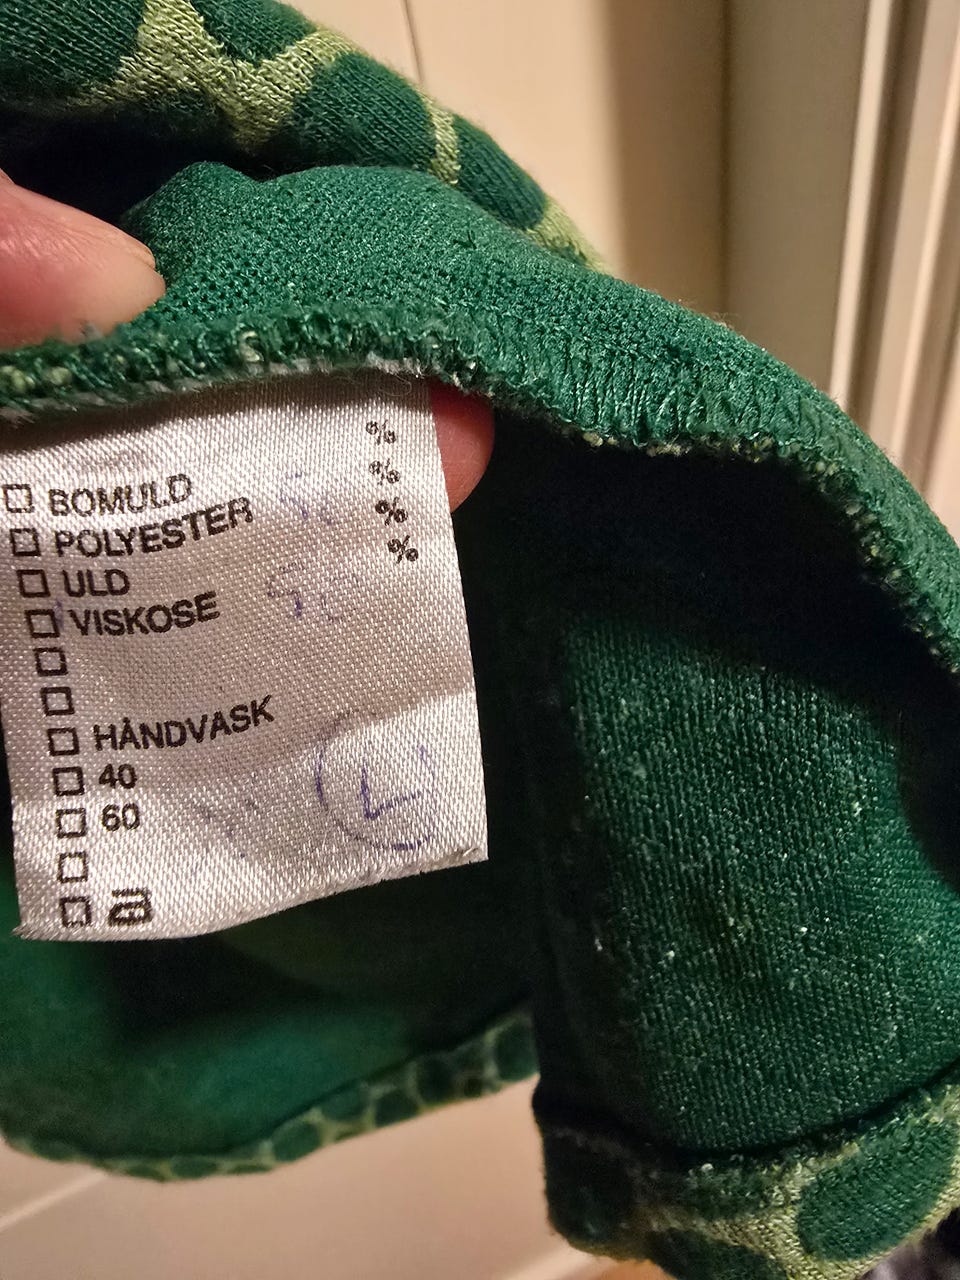 %
☐ BOMULD %
☐ POLYESTER %
☐ ULD %
☐ VISKOSE
☐
☐
☐ HÅNDVASK
☐ 40
☐ 60 L
☐
☐ a